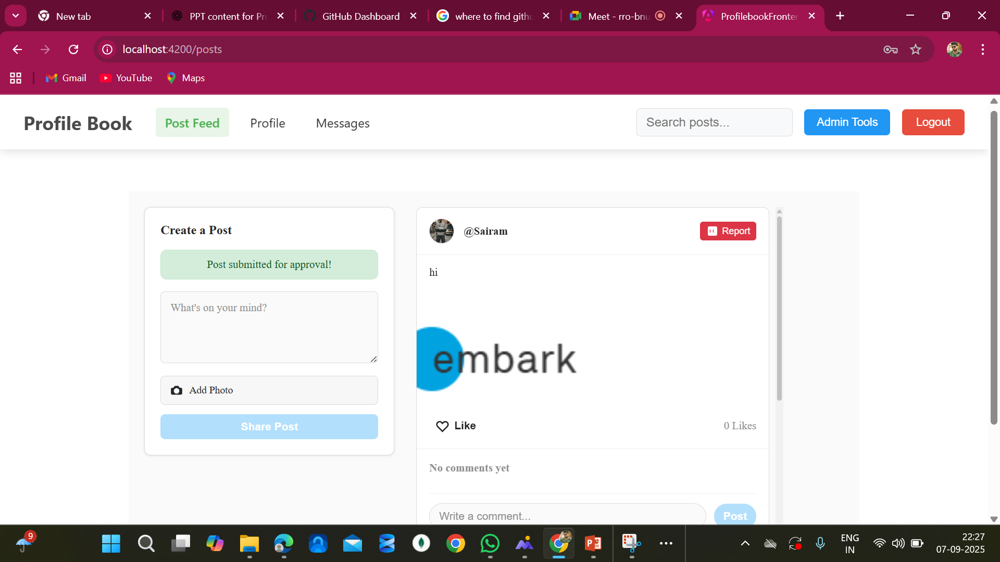 New tab
PPT content for Pr
GitHub Dashboard
where to find githu
Meet - rro-bnu
ProfilebookFronter
localhost:4200/posts
Gmail
YouTube
Maps
Profile Book
Post Feed
Profile
Messages
Search posts...
Admin Tools
Logout
Create a Post
Post submitted for approval!
What's on your mind?
Add Photo
Share Post
@Sairam
Report
hi
embark
Like
0 Likes
No comments yet
Write a comment...
Post
9
ENG
IN
22:27
07-09-2025